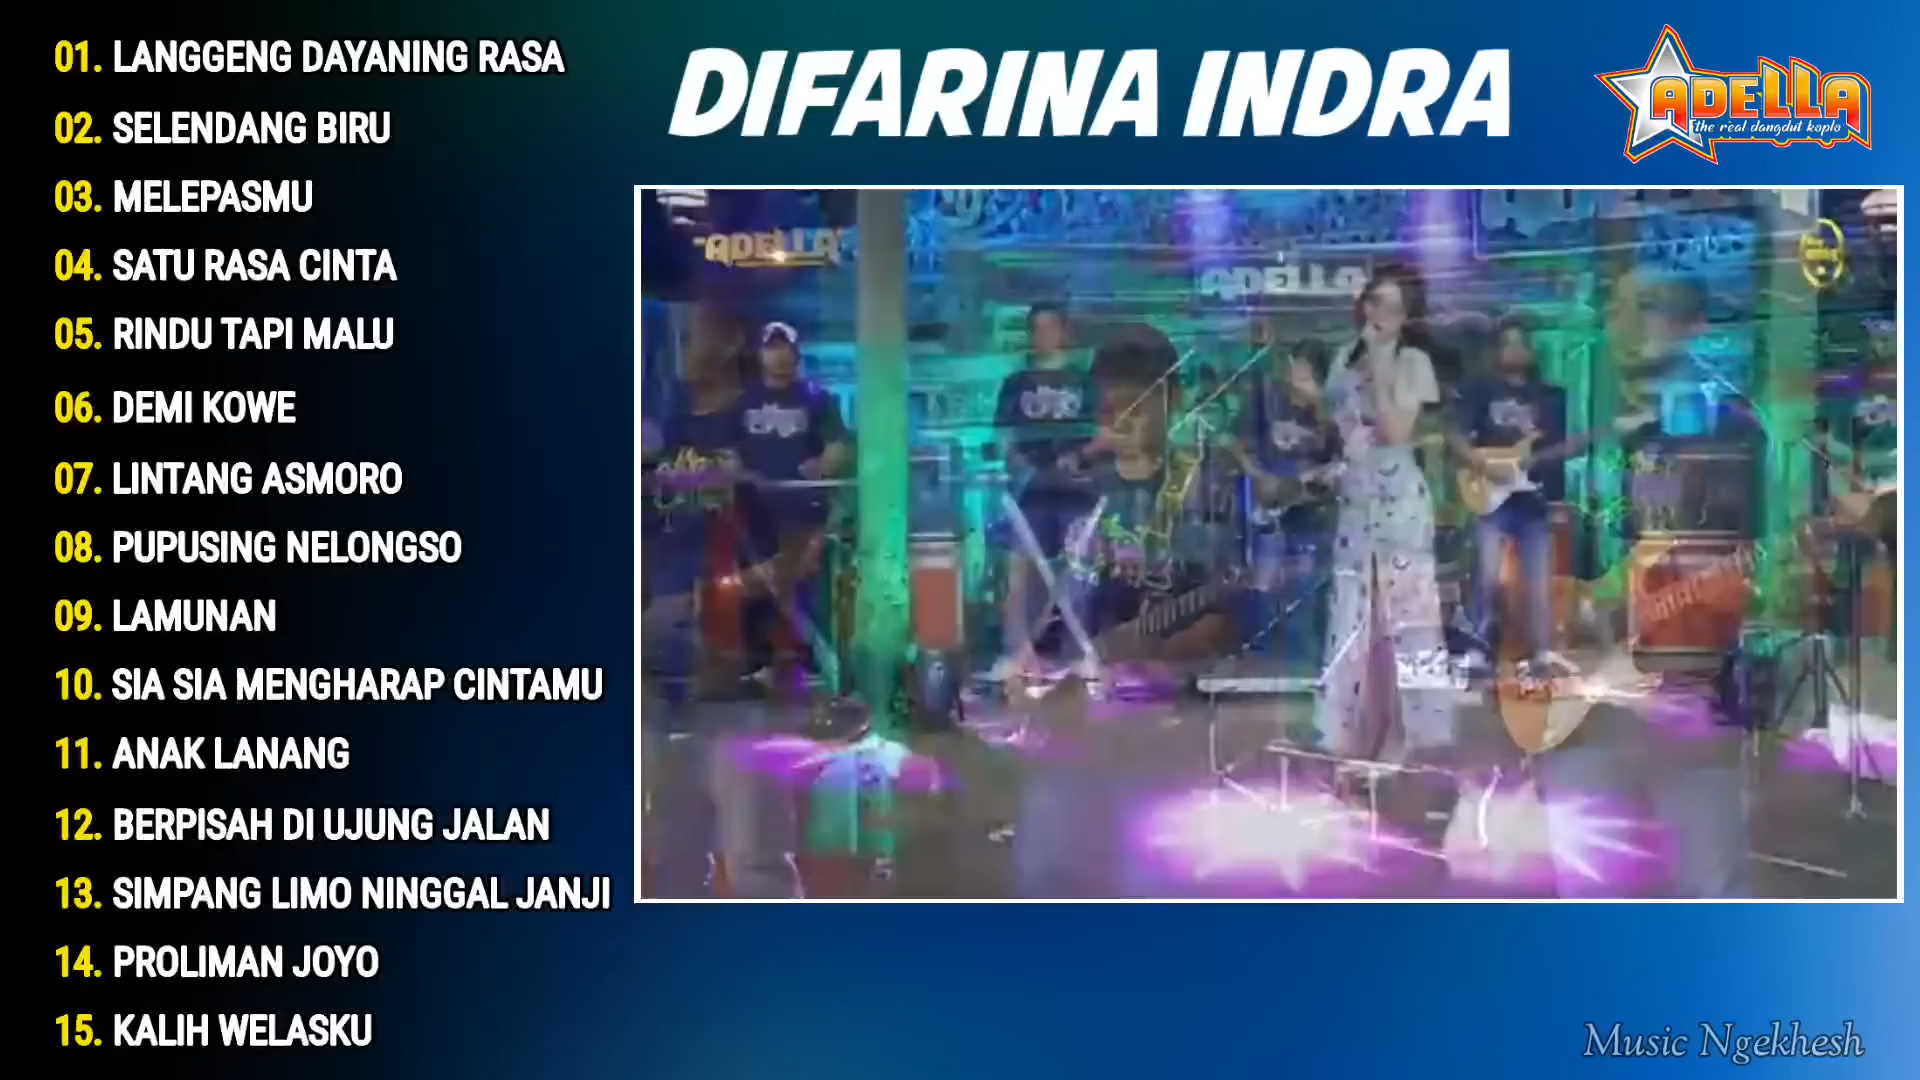 01. LANGGENG DAYANING RASA
02. SELENDANG BIRU
03. MELEPASMU
04. SATU RASA CINTA
05. RINDU TAPI MALU
06. DEMI KOWE
07. LINTANG ASMORO
08. PUPUSING NELONGSO
09. LAMUNAN
10. SIA SIA MENGHARAP CINTAMU
11. ANAK LANANG
12. BERPISAH DI UJUNG JALAN
13. SIMPANG LIMO NINGGAL JANJI
14. PROLIMAN JOYO
15. KALIH WELASKU
DIFARINA INDRA
ADELLA
the real dangdut koplo
ADELLA
ADELLA
Music Ngekhesh